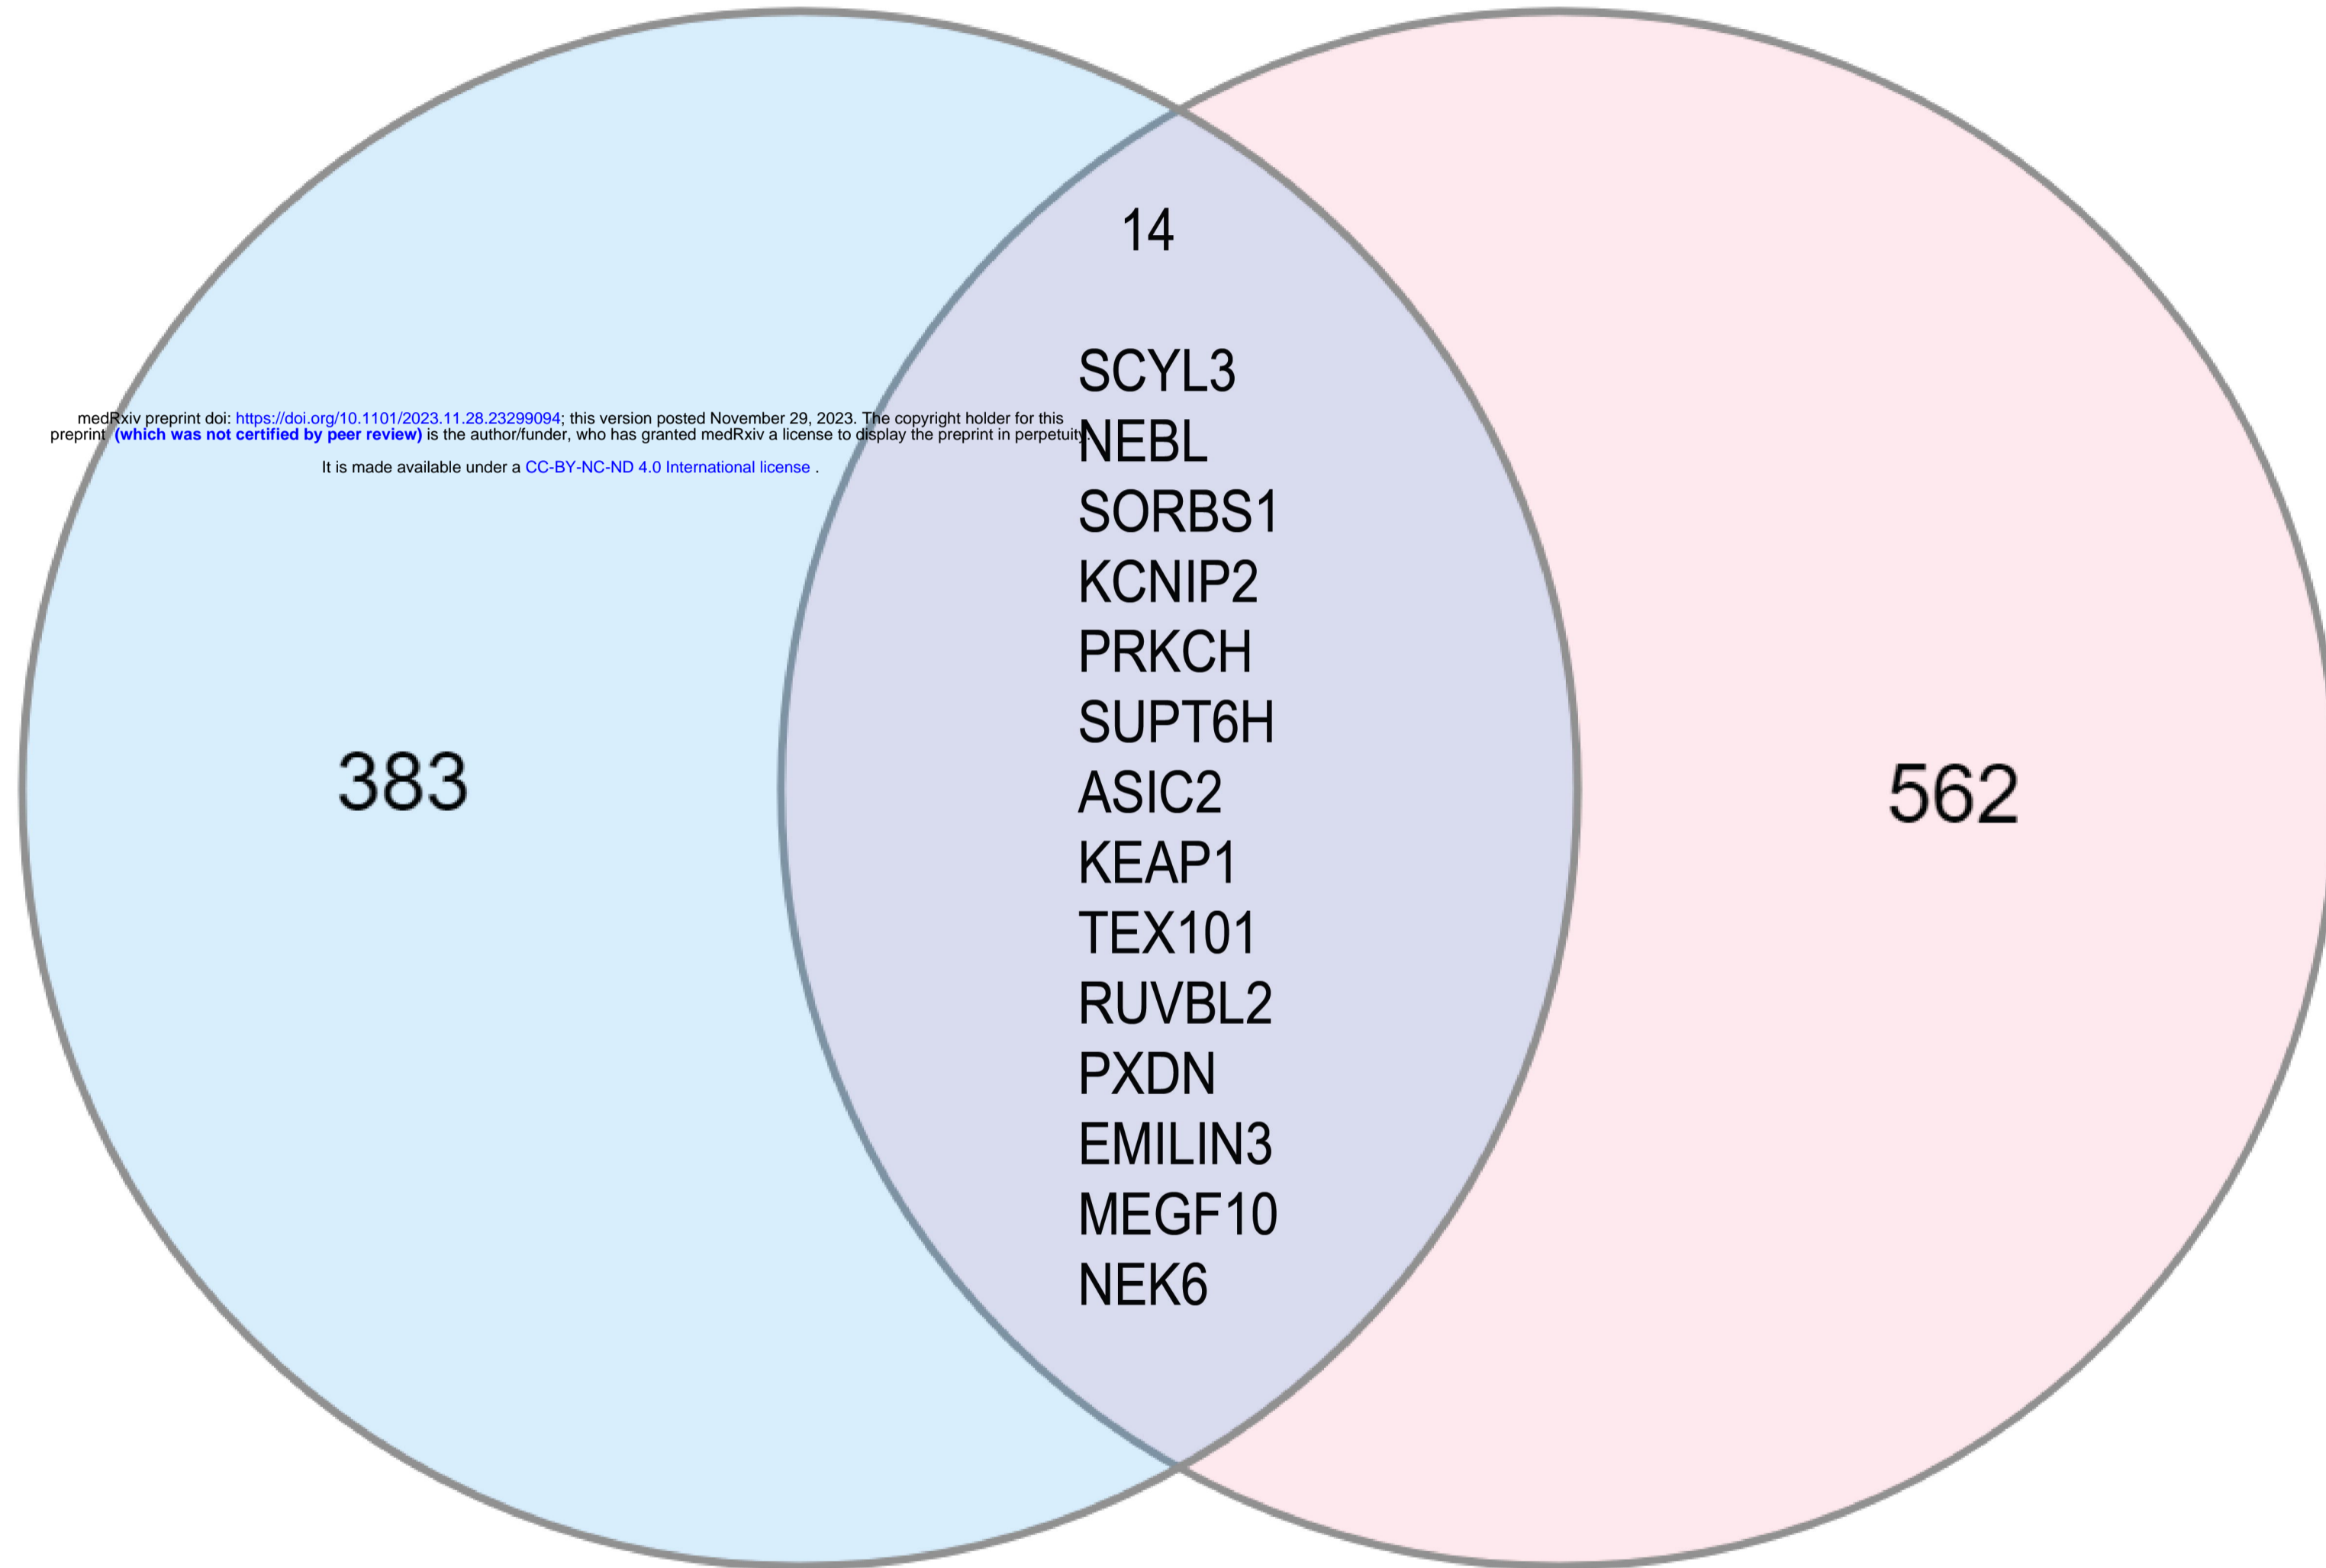 14
SCYL3
medRxiv preprint doi: https://doi.org/10.1101/2023.11.28.23299094; this version posted November 29, 2023. The copyright holder for this
preprint (which was not certified by peer review) is the author/funder, who has granted medRxiv a license to display the preprint in perpetuity.
It is made available under a CC-BY-NC-ND 4.0 International license .
NEBL
SORBS1
KCNIP2
PRKCH
SUPT6H
383
562
ASIC2
KEAP1
TEX101
RUVBL2
PXDN
EMILIN3
MEGF10
NEK6